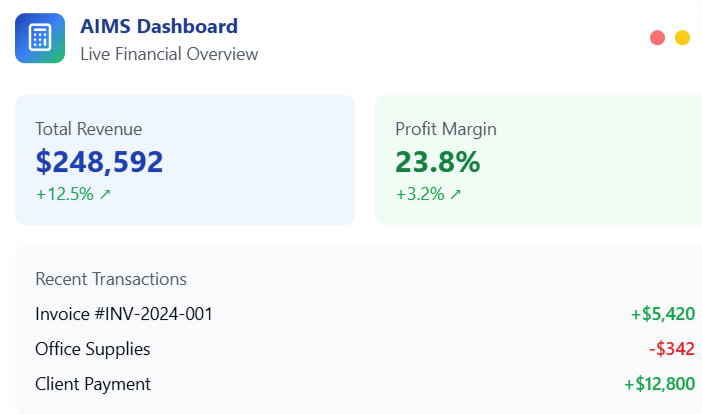 AIMS Dashboard
Live Financial Overview
Total Revenue
$248,592
+12.5% ↗
Profit Margin
23.8%
+3.2% ↗
Recent Transactions
Invoice #INV-2024-001 +$5,420
Office Supplies -$342
Client Payment +$12,800